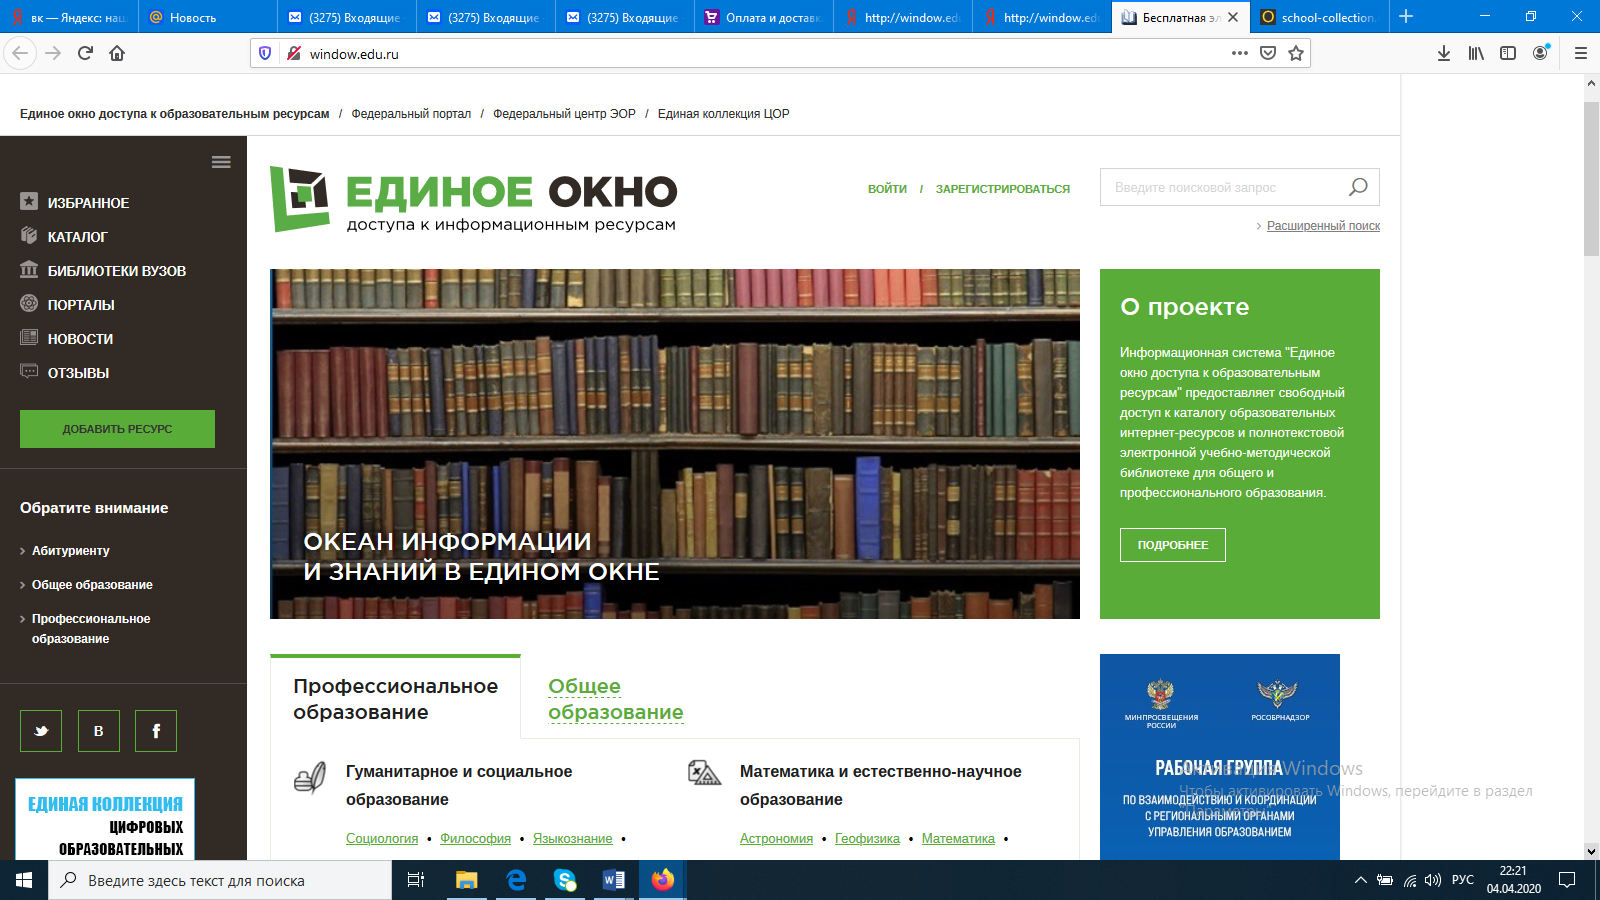 вк — Яндекс: наш
Новость
(3275) Входящие
(3275) Входящие
(3275) Входящие
Оплата и доставк
http://window.edu
http://window.edu
Бесплатная эл
school-collection.
window.edu.ru
Единое окно доступа к образовательным ресурсам / Федеральный портал / Федеральный центр ЭОР / Единая коллекция ЦОР
ИЗБРАННОЕ
КАТАЛОГ
БИБЛИОТЕКИ ВУЗОВ
ПОРТАЛЫ
НОВОСТИ
ОТЗЫВЫ
ДОБАВИТЬ РЕСУРС
Обратите внимание
Абитуриенту
Общее образование
Профессиональное
образование
В
ЕДИНАЯ КОЛЛЕКЦИЯ
ЦИФРОВЫХ
ОБРАЗОВАТЕЛЬНЫХ
ЕДИНОЕ ОКНО
доступа к информационным ресурсам
ВОЙТИ / ЗАРЕГИСТРИРОВАТЬСЯ
Введите поисковой запрос
Расширенный поиск
ОКЕАН ИНФОРМАЦИИ
И ЗНАНИЙ В ЕДИНОМ ОКНЕ
О проекте
Информационная система "Единое
окно доступа к образовательным
ресурсам" предоставляет свободный
доступ к каталогу образовательных
интернет-ресурсов и полнотекстовой
электронной учебно-методической
библиотеке для общего и
профессионального образования.
ПОДРОБНЕЕ
Профессиональное
образование
Общее
образование
Гуманитарное и социальное
образование
Социология • Философия • Языкознание •
Математика и естественно-научное
образование
Астрономия • Геофизика • Математика •
МИНПРОСВЕЩЕНИЯ
РОССИИ
РОСОБРНАДЗОР
РАБОЧАЯ ГРУППА
ПО ВЗАИМОДЕЙСТВИЮ И КООРДИНАЦИИ
С РЕГИОНАЛЬНЫМИ ОРГАНАМИ
УПРАВЛЕНИЯ ОБРАЗОВАНИЕМ
Активация Windows
Чтобы активировать Windows, перейдите в раздел
"Параметры".
Введите здесь текст для поиска
РУС
22:21
04.04.2020